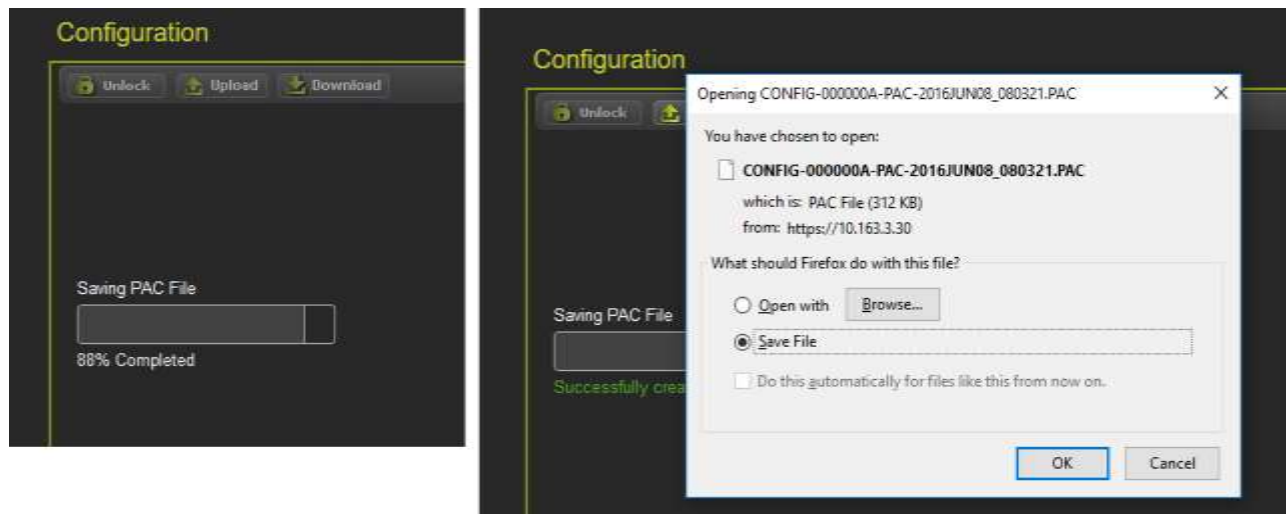 Configuration
Unlock Upload Download
Saving PAC File
88% Completed
Configuration
Unlock
Saving PAC File
Successfully crea
Opening CONFIG-000000A-PAC-2016JUN08_080321.PAC
You have chosen to open:
CONFIG-000000A-PAC-2016JUN08_080321.PAC
which is: PAC File (312 KB)
from: https://10.163.3.30
What should Firefox do with this file?
Open with Browse...
Save File
Do this automatically for files like this from now on.
OK Cancel